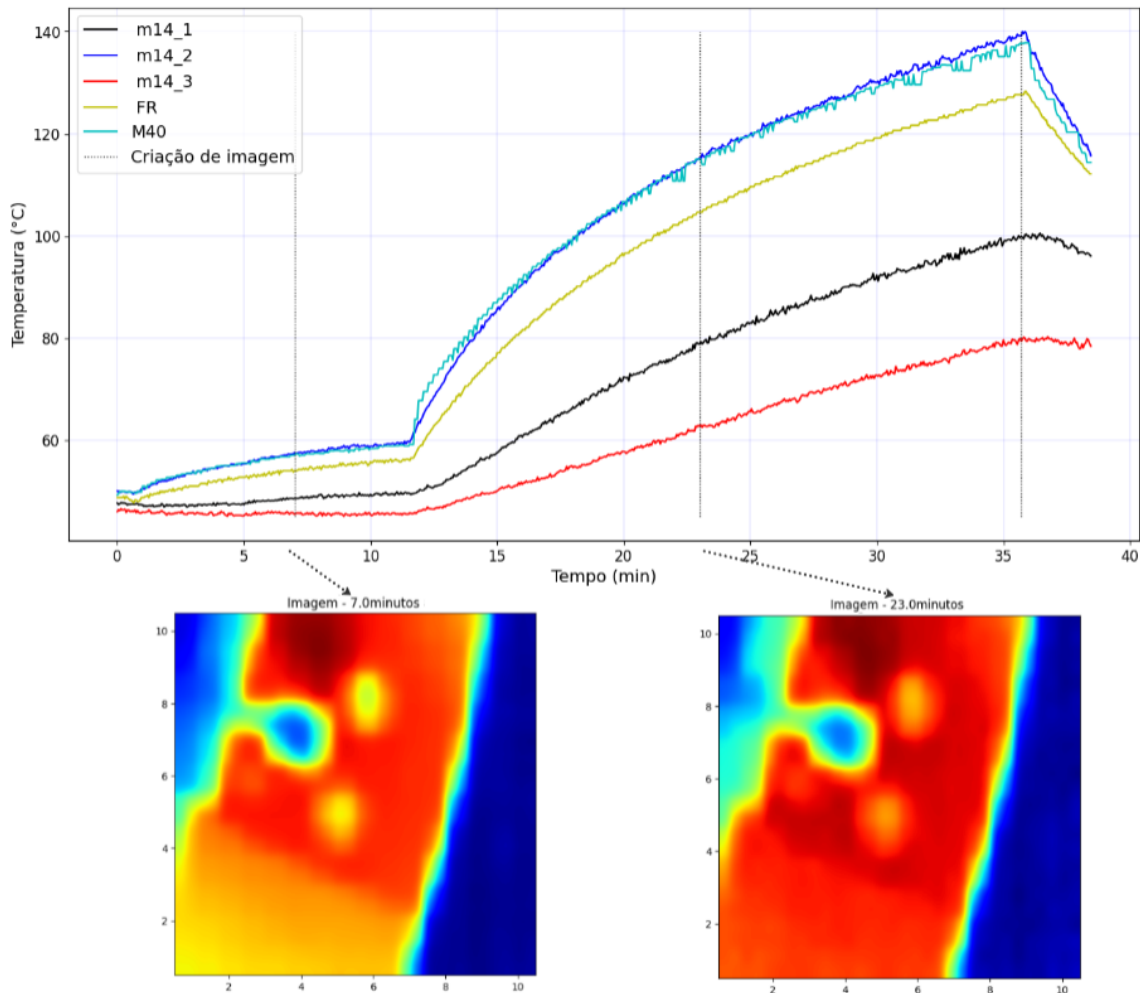 m14_1
m14_2
m14_3
FR
M40
Criação de imagem
Temperatura (°C)
140
120
100
80
60
0 5 10 15 20 25 30 35 40
Tempo (min)
Imagem - 7.0minutos
10
8
6
4
2
2 4 6 8 10
Imagem - 23.0minutos
10
8
6
4
2
2 4 6 8 10